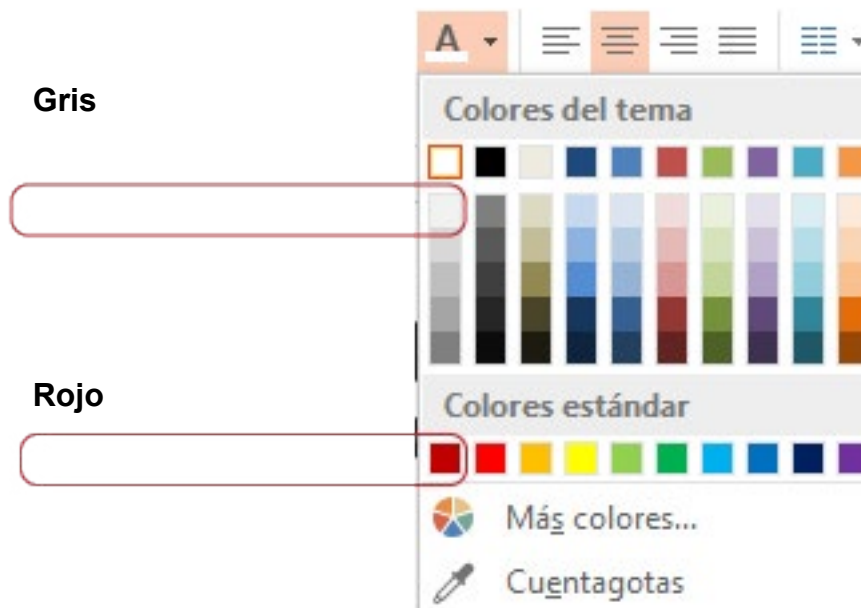 A
Gris
Colores del tema
Rojo
Colores estándar
Más colores...
Cuentagotas